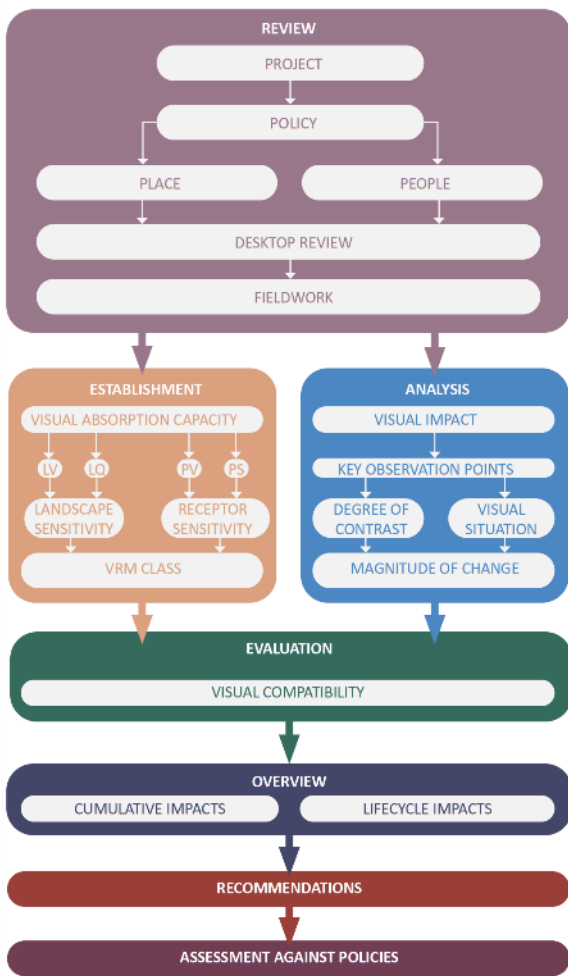 REVIEW
PROJECT
POLICY
PLACE
PEOPLE
DESKTOP REVIEW
FIELDWORK
ESTABLISHMENT
VISUAL ABSORPTION CAPACITY
LV
LQ
PV
PS
LANDSCAPE
SENSITIVITY
RECEPTOR
SENSITIVITY
VRM CLASS
ANALYSIS
VISUAL IMPACT
KEY OBSERVATION POINTS
DEGREE OF
CONTRAST
VISUAL
SITUATION
MAGNITUDE OF CHANGE
EVALUATION
VISUAL COMPATIBILITY
OVERVIEW
CUMULATIVE IMPACTS
LIFECYCLE IMPACTS
RECOMMENDATIONS
ASSESSMENT AGAINST POLICIES